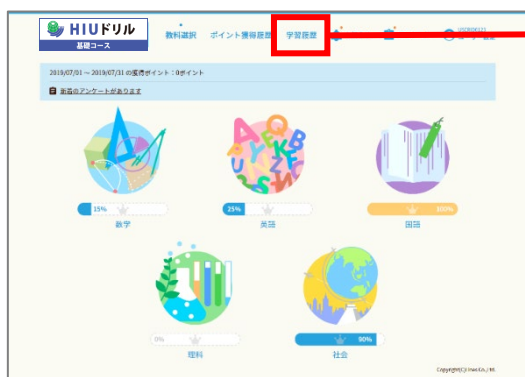 HIUドリル
基礎コース
教科選択 ポイント獲得履歴 学習履歴
2019/07/01 ~ 2019/07/31 の獲得ポイント：0ポイント
新着のアンケートがあります
15%
25%
100%
数学
英語
国語
0%
90%
理科
社会